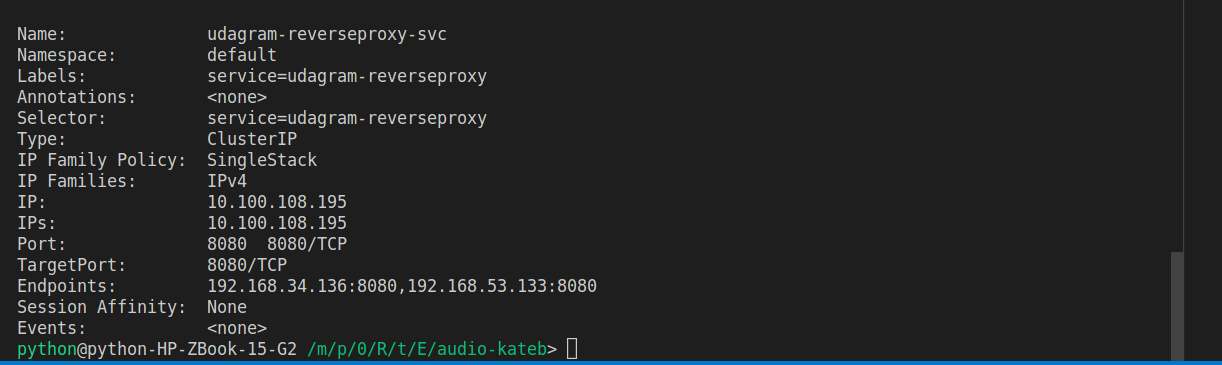 Name:              udagram-reverseproxy-svc
Namespace:         default
Labels:            service=udagram-reverseproxy
Annotations:       <none>
Selector:          service=udagram-reverseproxy
Type:              ClusterIP
IP Family Policy:  SingleStack
IP Families:       IPv4
IP:                10.100.108.195
IPs:               10.100.108.195
Port:              8080  8080/TCP
TargetPort:        8080/TCP
Endpoints:         192.168.34.136:8080,192.168.53.133:8080
Session Affinity:  None
Events:            <none>
python@python-HP-ZBook-15-G2 /m/p/0/R/t/E/audio-kateb>